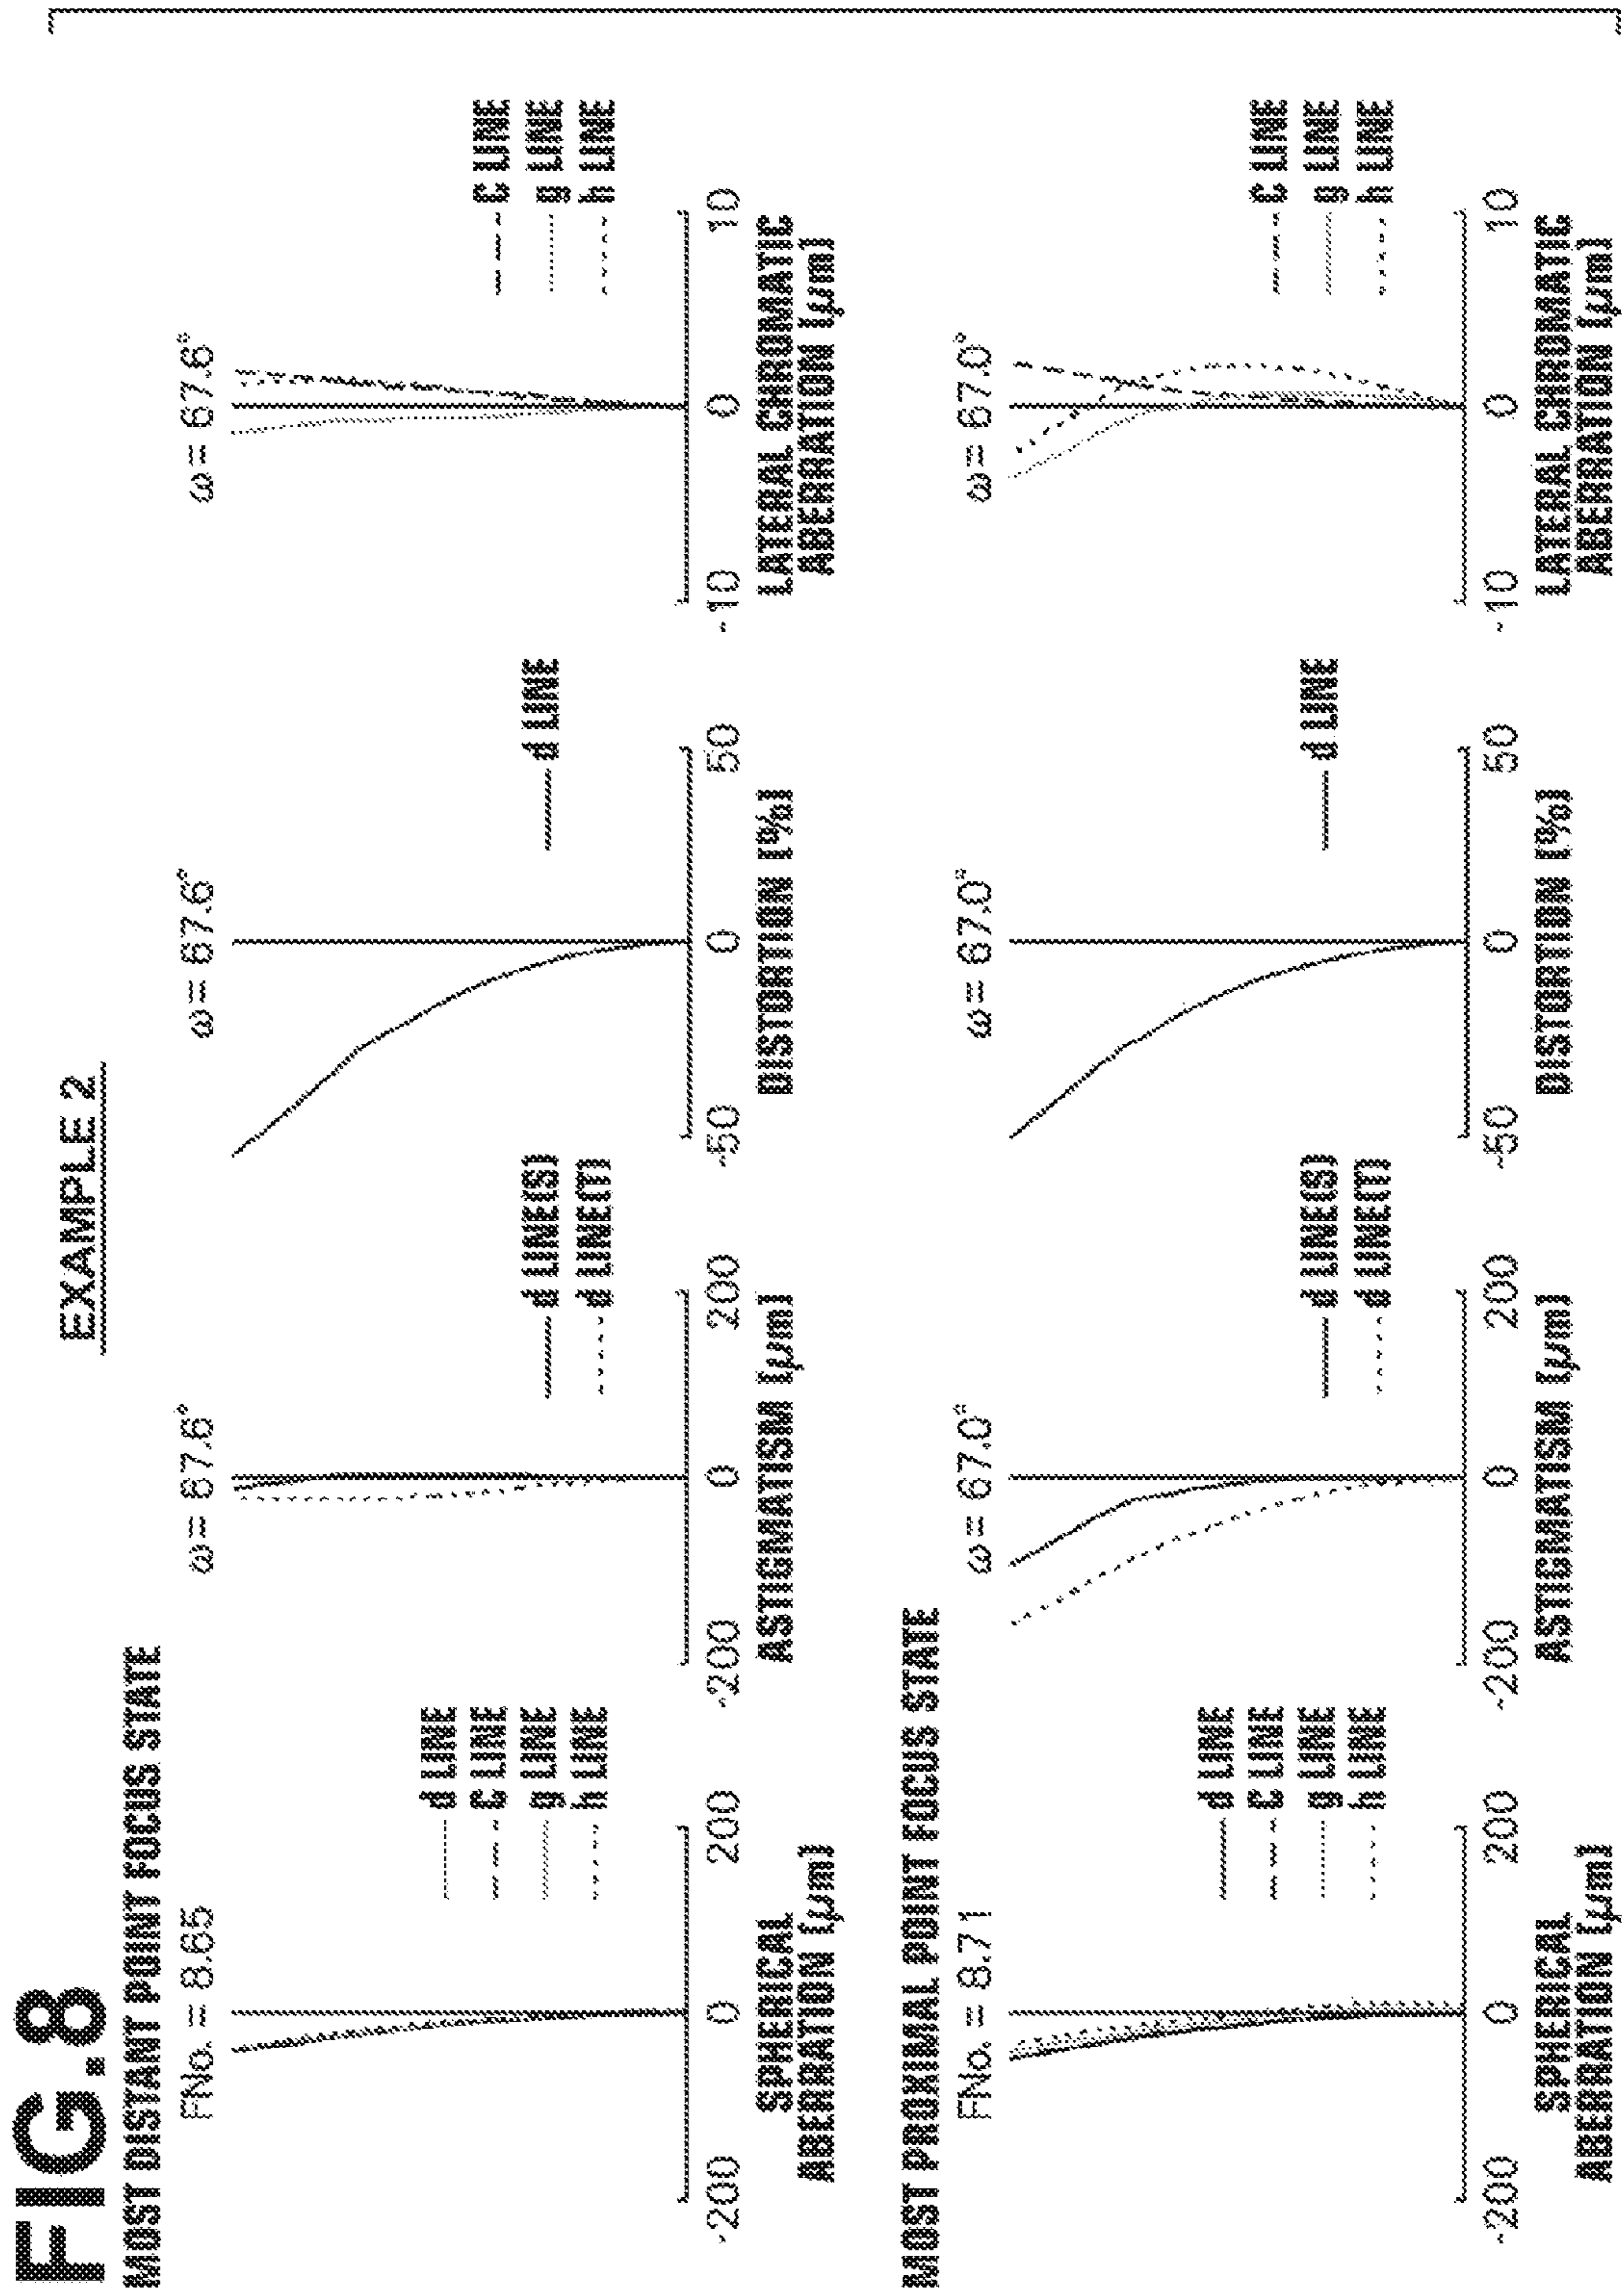 FIG.8
EXAMPLE 2
MOST DISTANT POINT FOCUS STATE
FNo. = 8.65
d LINE
C LINE
g LINE
h LINE
-200 0 200
SPHERICAL
ABERRATION [μm]
ω = 67.6°
d LINE(S)
d LINE(T)
-200 0 200
ASTIGMATISM [μm]
ω = 67.6°
d LINE
-50 0 50
DISTORTION [%]
ω = 67.6°
C LINE
g LINE
h LINE
-10 0 10
LATERAL CHROMATIC
ABERRATION [μm]
MOST PROXIMAL POINT FOCUS STATE
FNo. = 8.71
d LINE
C LINE
g LINE
h LINE
-200 0 200
SPHERICAL
ABERRATION [μm]
ω = 67.0°
d LINE(S)
d LINE(T)
-200 0 200
ASTIGMATISM [μm]
ω = 67.0°
d LINE
-50 0 50
DISTORTION [%]
ω = 67.0°
C LINE
g LINE
h LINE
-10 0 10
LATERAL CHROMATIC
ABERRATION [μm]